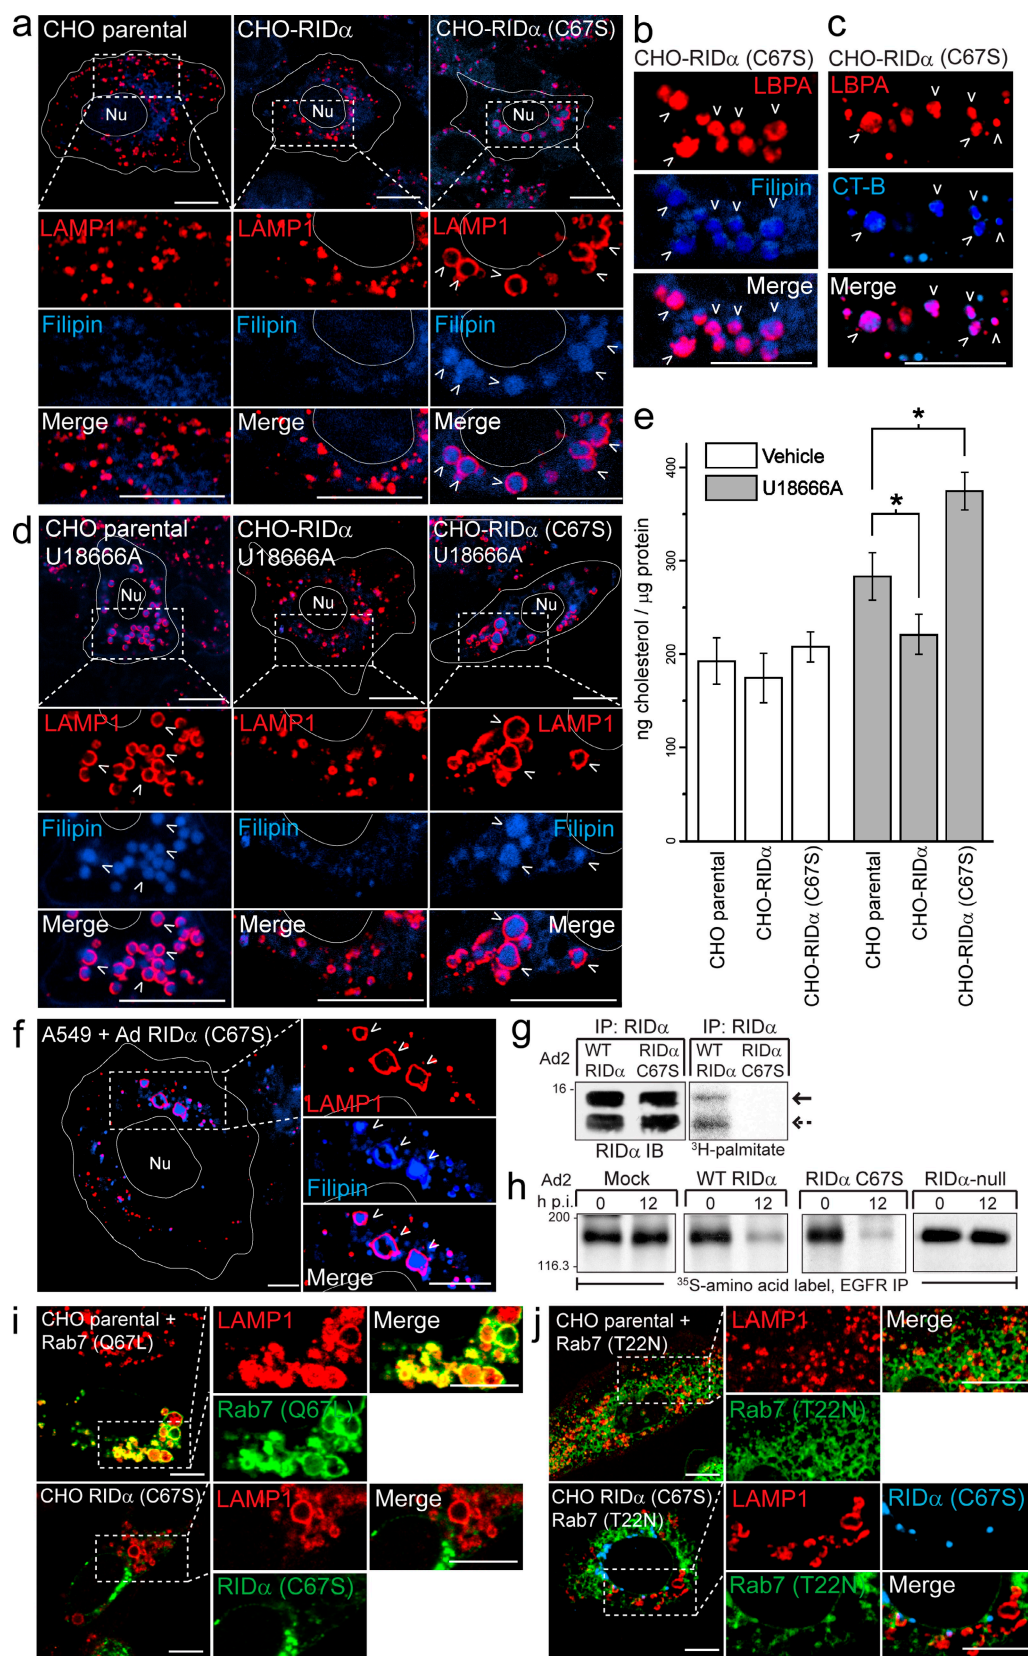 a
CHO parental
CHO-RIDα
CHO-RIDα (C67S)
Nu
Nu
Nu
LAMP1
LAMP1
LAMP1
Filipin
Filipin
Filipin
Merge
Merge
Merge
b
CHO-RIDα (C67S)
LBPA
Filipin
Merge
c
CHO-RIDα (C67S)
LBPA
CT-B
Merge
d
CHO parental
U18666A
CHO-RIDα
U18666A
CHO-RIDα (C67S)
U18666A
Nu
Nu
Nu
LAMP1
LAMP1
LAMP1
Filipin
Filipin
Filipin
Merge
Merge
Merge
e
Vehicle
U18666A
*
*
ng cholesterol / µg protein
400
300
200
100
0
CHO parental
CHO-RIDα
CHO-RIDα (C67S)
CHO parental
CHO-RIDα
CHO-RIDα (C67S)
f
A549 + Ad RIDα (C67S)
Nu
LAMP1
Filipin
Merge
g
IP: RIDα
IP: RIDα
Ad2
WT RIDα
RIDα C67S
WT RIDα
RIDα C67S
16 -
RIDα IB
³H-palmitate
h
Ad2
Mock
WT RIDα
RIDα C67S
RIDα-null
h p.i.
0 12
0 12
0 12
0 12
200
116.3
³⁵S-amino acid label, EGFR IP
i
CHO parental +
Rab7 (Q67L)
LAMP1
Merge
Rab7 (Q67L)
CHO RIDα (C67S)
LAMP1
Merge
RIDα (C67S)
j
CHO parental +
Rab7 (T22N)
LAMP1
Merge
Rab7 (T22N)
CHO RIDα (C67S)
Rab7 (T22N)
LAMP1
RIDα (C67S)
Rab7 (T22N)
Merge